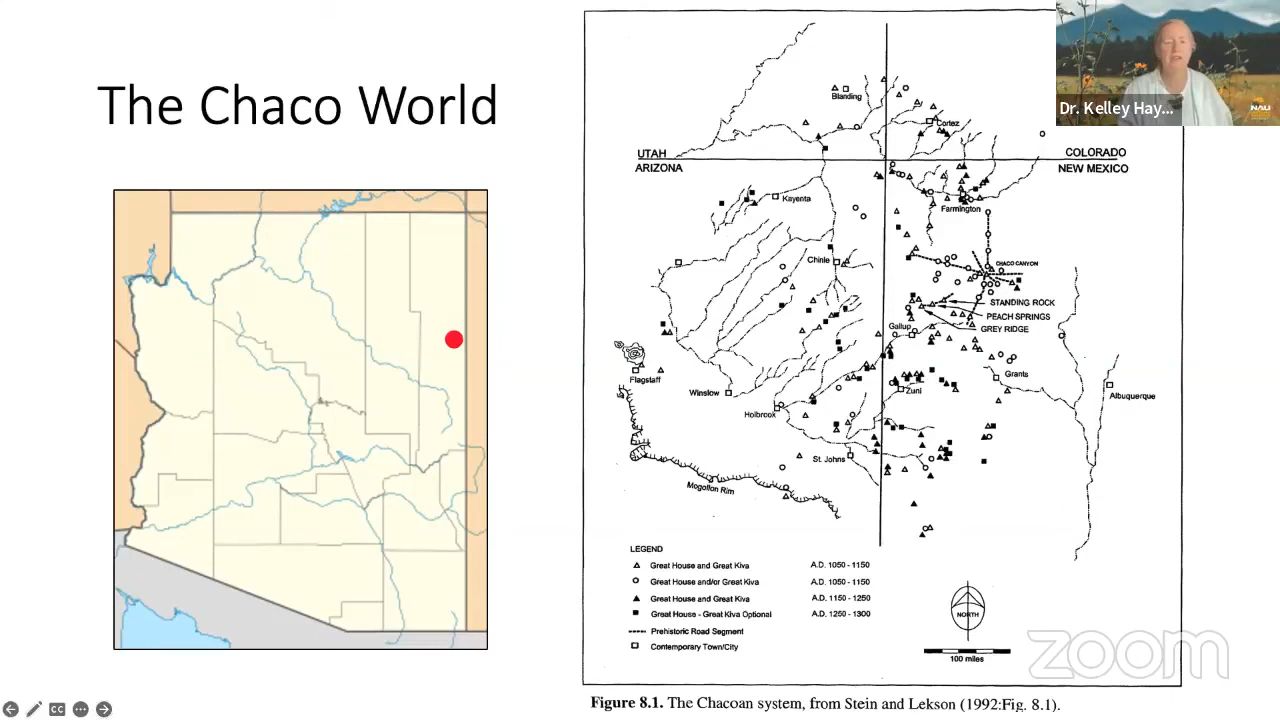 The Chaco World
Dr. Kelley Hay...
NAU
Blanding
Cortez
UTAH
COLORADO
ARIZONA
NEW MEXICO
Kayenta
Farmington
Chinle
CHACO CANYON
STANDING ROCK
PEACH SPRINGS
GREY RIDGE
Gallup
Flagstaff
Grants
Winslow
Zuni
Albuquerque
Holbrook
St. Johns
Mogollon Rim
LEGEND
Great House and Great Kiva A.D. 1050 - 1150
Great House and/or Great Kiva A.D. 1050 - 1150
Great House and Great Kiva A.D. 1150 - 1250
Great House - Great Kiva Optional A.D. 1250 - 1300
Prehistoric Road Segment
Contemporary Town/City
NORTH
100 miles
zoom
CC
Figure 8.1. The Chacoan system, from Stein and Lekson (1992:Fig. 8.1).